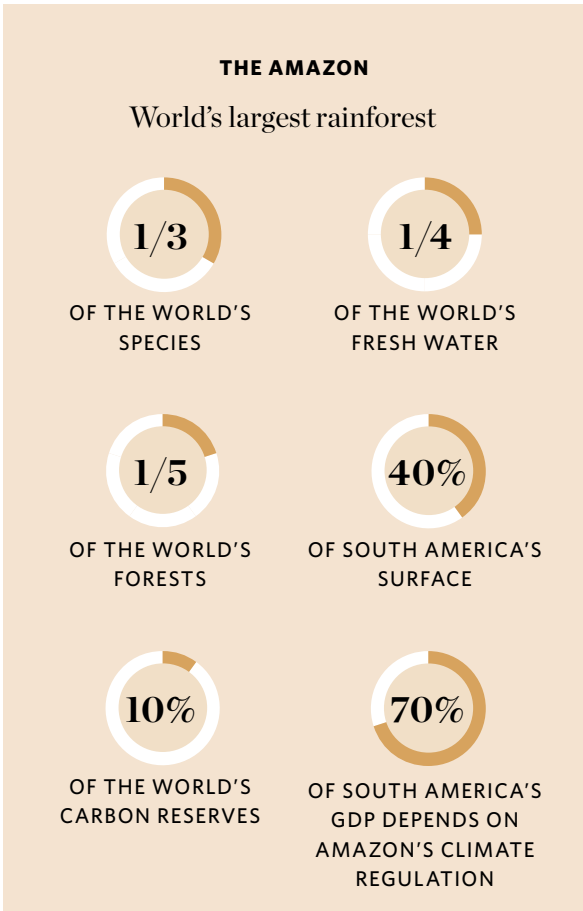 THE AMAZON
World’s largest rainforest
1/3
OF THE WORLD’S
SPECIES
1/4
OF THE WORLD’S
FRESH WATER
1/5
OF THE WORLD’S
FORESTS
40%
OF SOUTH AMERICA’S
SURFACE
10%
OF THE WORLD’S
CARBON RESERVES
70%
OF SOUTH AMERICA’S
GDP DEPENDS ON
AMAZON’S CLIMATE
REGULATION